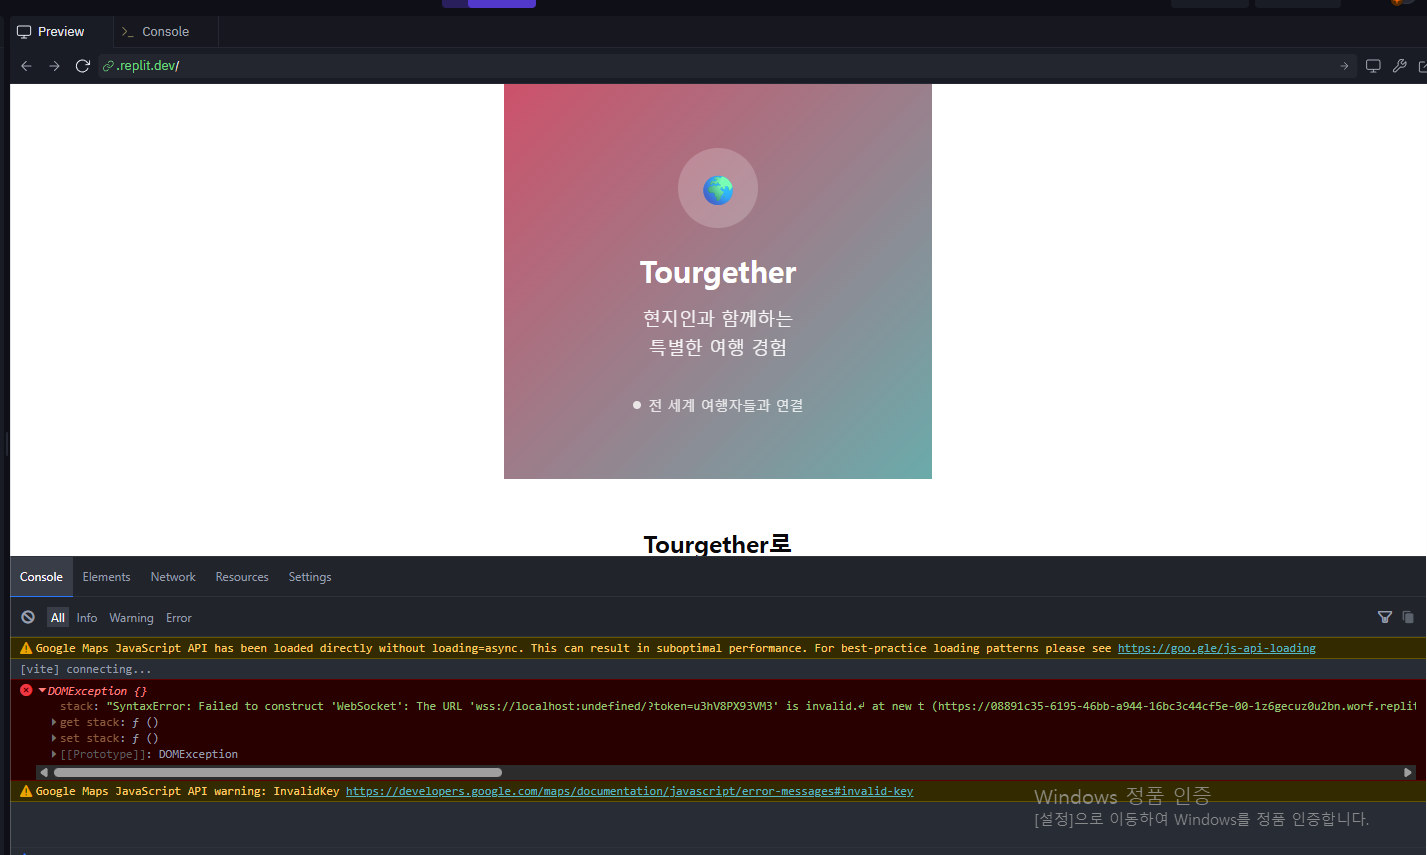 Preview
>_ Console
.replit.dev/
Tourgether
현지인과 함께하는
특별한 여행 경험
전 세계 여행자들과 연결
Tourgether로
Console Elements Network Resources Settings
All Info Warning Error
Google Maps JavaScript API has been loaded directly without loading=async. This can result in suboptimal performance. For best-practice loading patterns please see https://goo.gle/js-api-loading
[vite] connecting...
DOMException {}
stack: "SyntaxError: Failed to construct 'WebSocket': The URL 'wss://localhost:undefined/?token=u3hV8PX93VM3' is invalid.↵ at new t (https://08891c35-6195-46bb-a944-16bc3c44cf5e-00-1z6gecuz0u2bn.worf.replit
get stack: ƒ ()
set stack: ƒ ()
[[Prototype]]: DOMException
Google Maps JavaScript API warning: InvalidKey https://developers.google.com/maps/documentation/javascript/error-messages#invalid-key
Windows 정품 인증
[설정]으로 이동하여 Windows를 정품 인증합니다.